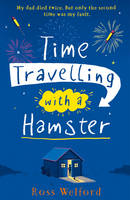 My dad died twice. But only the second
time was my fault.
Time
Travelling
with a
Hamster
Ross Welford